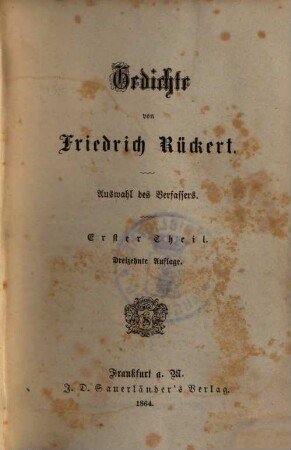 Gedichte
von
Friedrich Rückert.
Auswahl des Verfassers.
Erster Theil.
Dreizehnte Auflage.
Frankfurt a. M.
J. D. Sauerländer's Verlag.
1864.